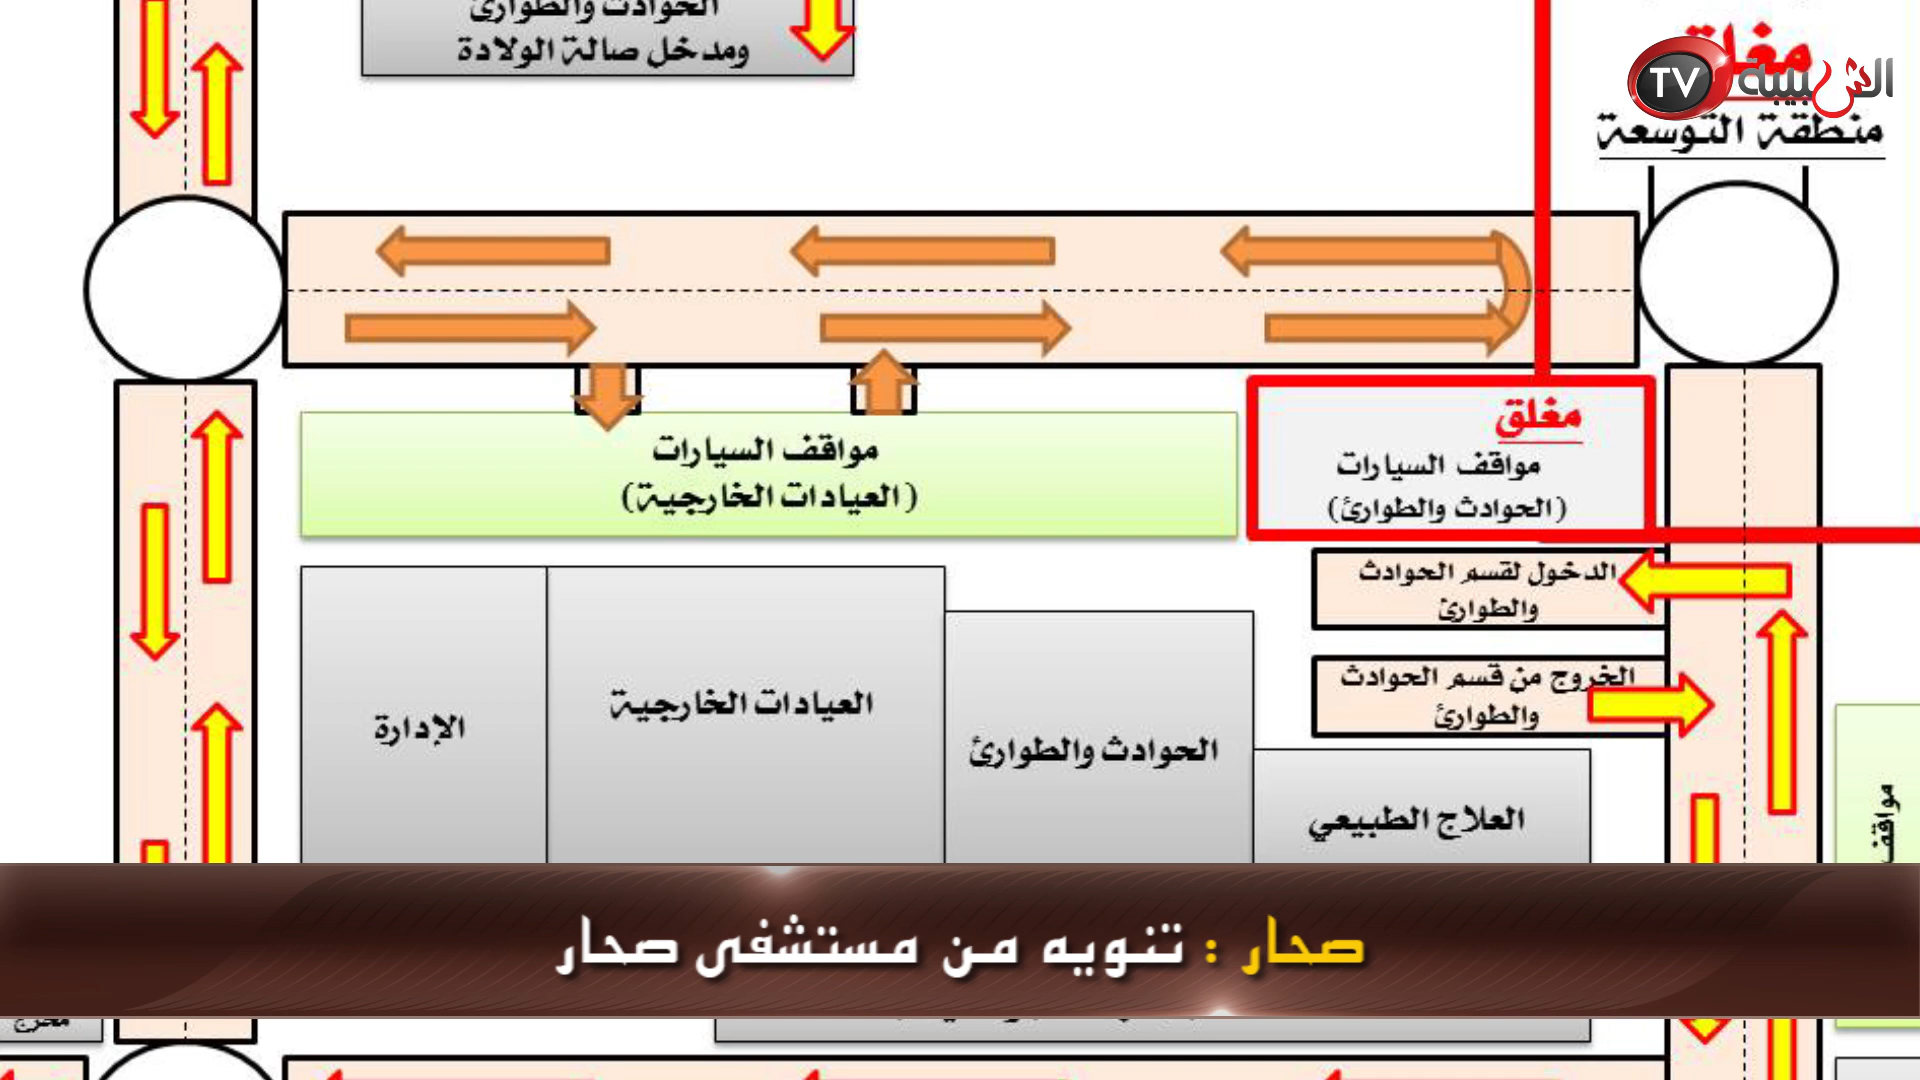 الحوادث والطوارئ
ومدخل صالة الولادة
مغلق
الشبيبة TV
منطقة التوسعة
مغلق
مواقف السيارات
(الحوادث والطوارئ)
مواقف السيارات
(العيادات الخارجية)
الدخول لقسم الحوادث
والطوارئ
الخروج من قسم الحوادث
والطوارئ
الإدارة
العيادات الخارجية
الحوادث والطوارئ
العلاج الطبيعي
مواقف
صحار : تنويه من مستشفى صحار
مخرج